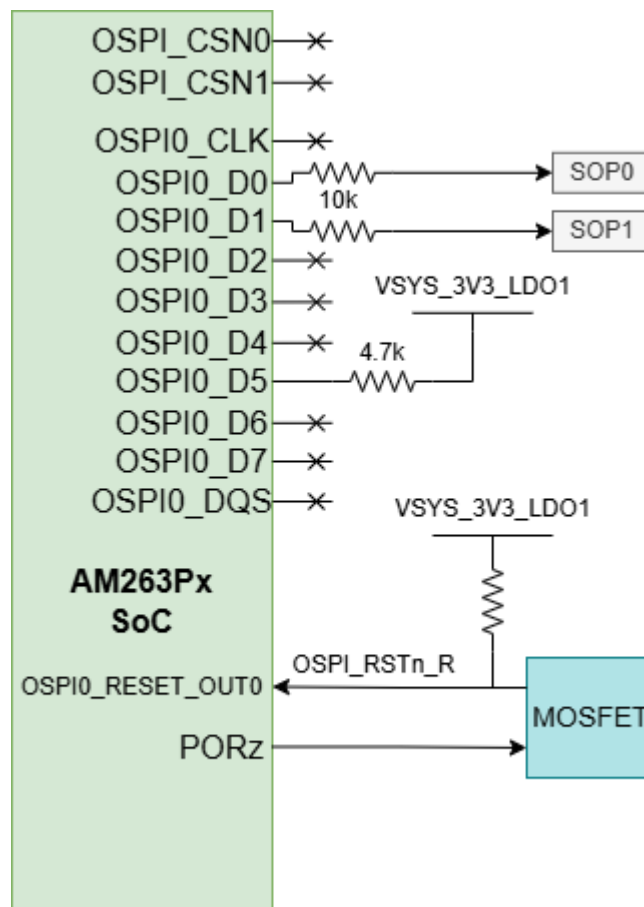 OSPI_CSN0
OSPI_CSN1
OSPI0_CLK
OSPI0_D0
SOP0
10k
OSPI0_D1
SOP1
OSPI0_D2
OSPI0_D3
VSYS_3V3_LDO1
OSPI0_D4
4.7k
OSPI0_D5
OSPI0_D6
OSPI0_D7
OSPI0_DQS
VSYS_3V3_LDO1
AM263Px
SoC
OSPI_RSTn_R
OSPI0_RESET_OUT0
MOSFET
PORz